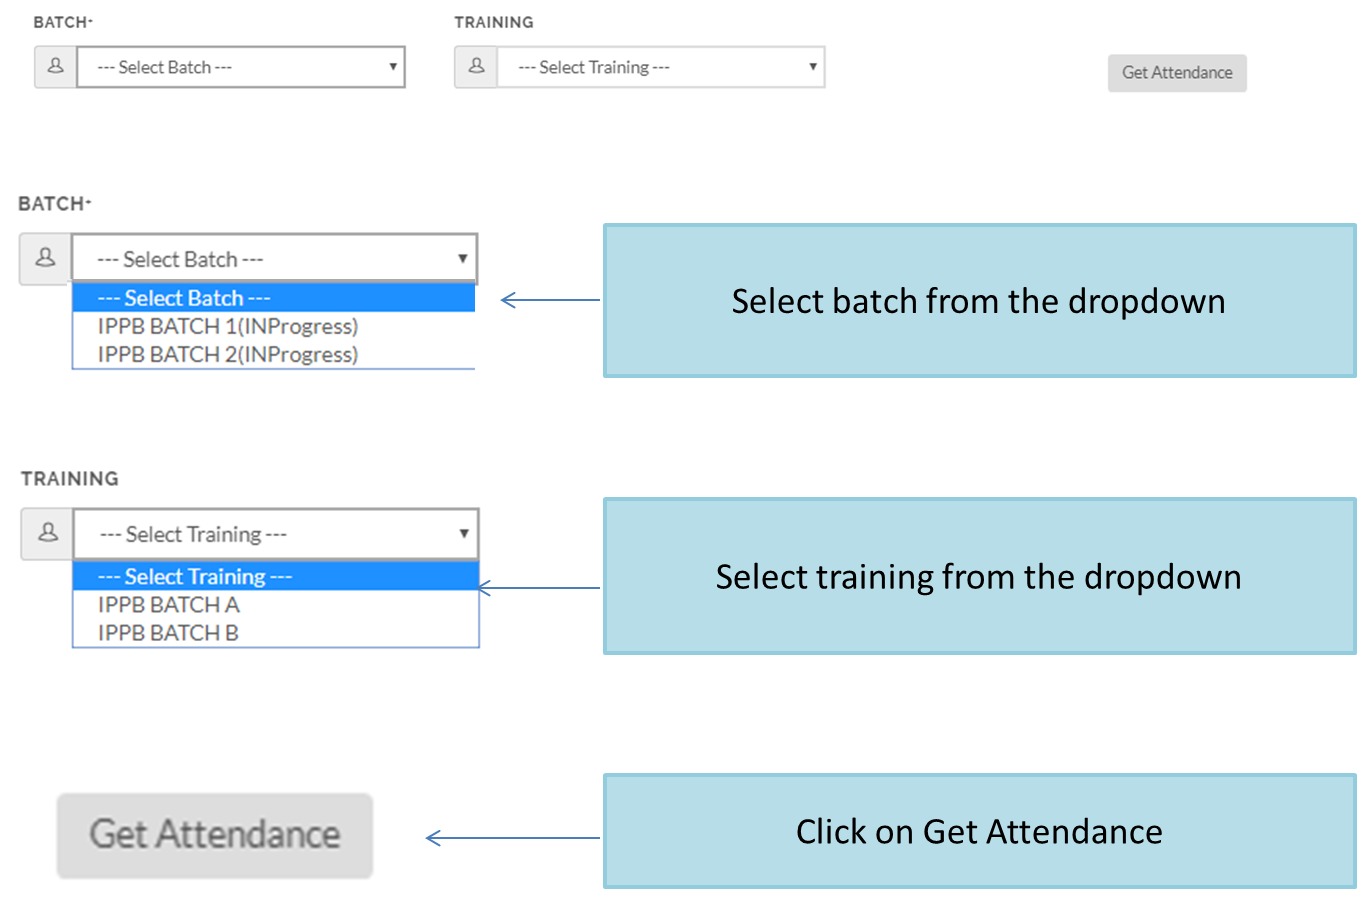 BATCH*
TRAINING
--- Select Batch ---
--- Select Training ---
Get Attendance
BATCH*
--- Select Batch ---
--- Select Batch ---
IPPB BATCH 1(INProgress)
IPPB BATCH 2(INProgress)
Select batch from the dropdown
TRAINING
--- Select Training ---
--- Select Training ---
IPPB BATCH A
IPPB BATCH B
Select training from the dropdown
Get Attendance
Click on Get Attendance